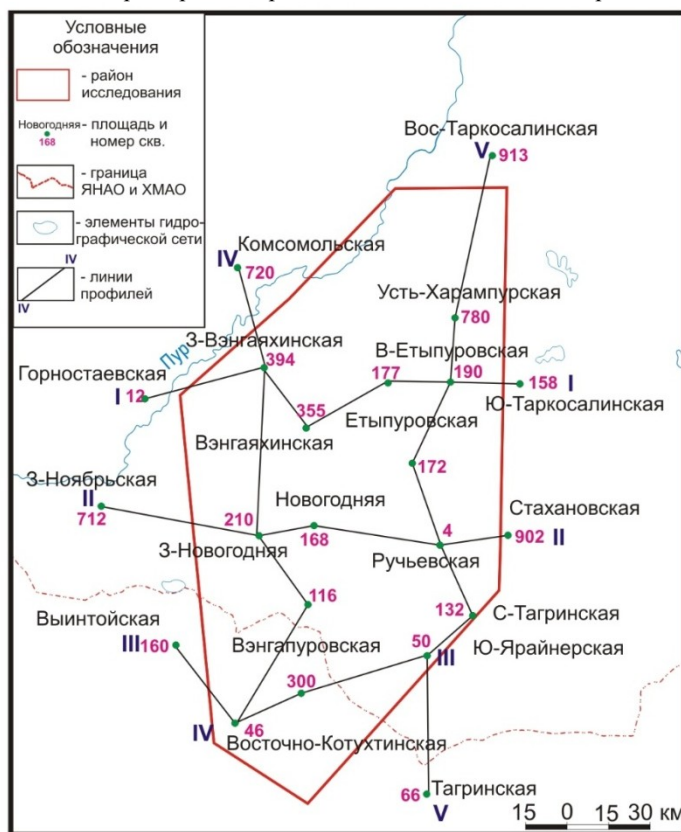 Условные
обозначения
- район
исследования
Новогодняя - площадь и
168 номер скв.
- граница
ЯНАО и ХМАО
- элементы гидро-
графической сети
IV
- линии
профилей
IV
Вос-Таркосалинская
V 913
Комсомольская
IV 720
Усть-Харампурская
780
Пур
З-Вэнгаяхинская
394
В-Етыпуровская
Горностаевская
177 190 158 I
I 12
Ю-Таркосалинская
355
Етыпуровская
Вэнгаяхинская
172
З-Ноябрьская
II
712
Новогодняя
210
168
З-Новогодняя
Стахановская
4
902 II
Ручьевская
116
132 С-Тагринская
Выинтойская
III 160
Вэнгапуровская
50
III
Ю-Ярайнерская
300
IV 46
Восточно-Котухтинская
66 Тагринская
V
15 0 15 30 км